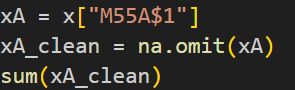 xA = x["M55A$1"]
xA_clean = na.omit(xA)
sum(xA_clean)